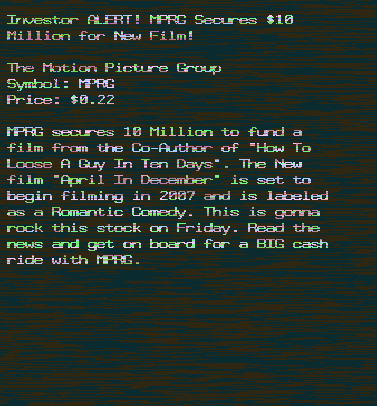 Investor ALERT! MPRG Secures $10
Million for New Film!
The Motion Picture Group
Symbol: MPRG
Price: $0.22
MPRG secures 10 Million to fund a
film from the Co-Author of "How To
Loose A Guy In Ten Days". The New
film "April In December" is set to
begin filming in 2007 and is labeled
as a Romantic Comedy. This is gonna
rock this stock on Friday. Read the
news and get on board for a BIG cash
ride with MPRG.